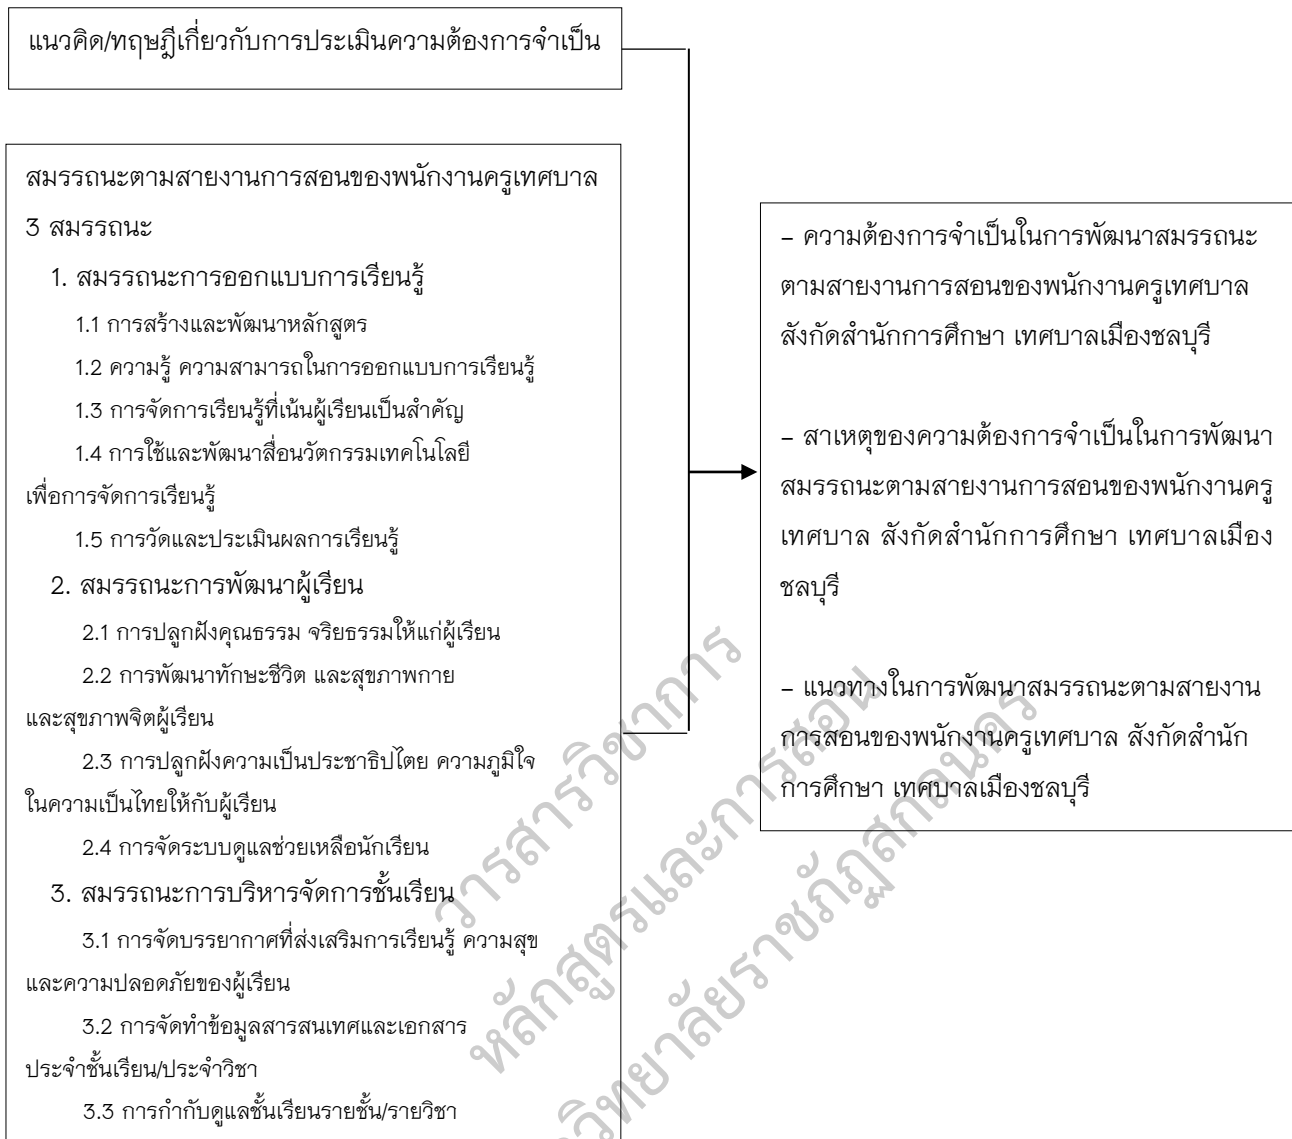 แนวคิด/ทฤษฎีเกี่ยวกับการประเมินความต้องการจำเป็น
สมรรถนะตามสายงานการสอนของพนักงานครูเทศบาล
3 สมรรถนะ
1. สมรรถนะการออกแบบการเรียนรู้
1.1 การสร้างและพัฒนาหลักสูตร
1.2 ความรู้ ความสามารถในการออกแบบการเรียนรู้
1.3 การจัดการเรียนรู้ที่เน้นผู้เรียนเป็นสำคัญ
1.4 การใช้และพัฒนาสื่อนวัตกรรมเทคโนโลยี
เพื่อการจัดการเรียนรู้
1.5 การวัดและประเมินผลการเรียนรู้
2. สมรรถนะการพัฒนาผู้เรียน
2.1 การปลูกฝังคุณธรรม จริยธรรมให้แก่ผู้เรียน
2.2 การพัฒนาทักษะชีวิต และสุขภาพกาย
และสุขภาพจิตผู้เรียน
2.3 การปลูกฝังความเป็นประชาธิปไตย ความภูมิใจ
ในความเป็นไทยให้กับผู้เรียน
2.4 การจัดระบบดูแลช่วยเหลือนักเรียน
3. สมรรถนะการบริหารจัดการชั้นเรียน
3.1 การจัดบรรยากาศที่ส่งเสริมการเรียนรู้ ความสุข
และความปลอดภัยของผู้เรียน
3.2 การจัดทำข้อมูลสารสนเทศและเอกสาร
ประจำชั้นเรียน/ประจำวิชา
3.3 การกำกับดูแลชั้นเรียนรายชั้น/รายวิชา
– ความต้องการจำเป็นในการพัฒนาสมรรถนะ
ตามสายงานการสอนของพนักงานครูเทศบาล
สังกัดสำนักการศึกษา เทศบาลเมืองชลบุรี
– สาเหตุของความต้องการจำเป็นในการพัฒนา
สมรรถนะตามสายงานการสอนของพนักงานครู
เทศบาล สังกัดสำนักการศึกษา เทศบาลเมือง
ชลบุรี
– แนวทางในการพัฒนาสมรรถนะตามสายงาน
การสอนของพนักงานครูเทศบาล สังกัดสำนัก
การศึกษา เทศบาลเมืองชลบุรี
วารสารวิชาการ
หลักสูตรและการสอน
วิทยาลัยราชภัฏสกลนคร